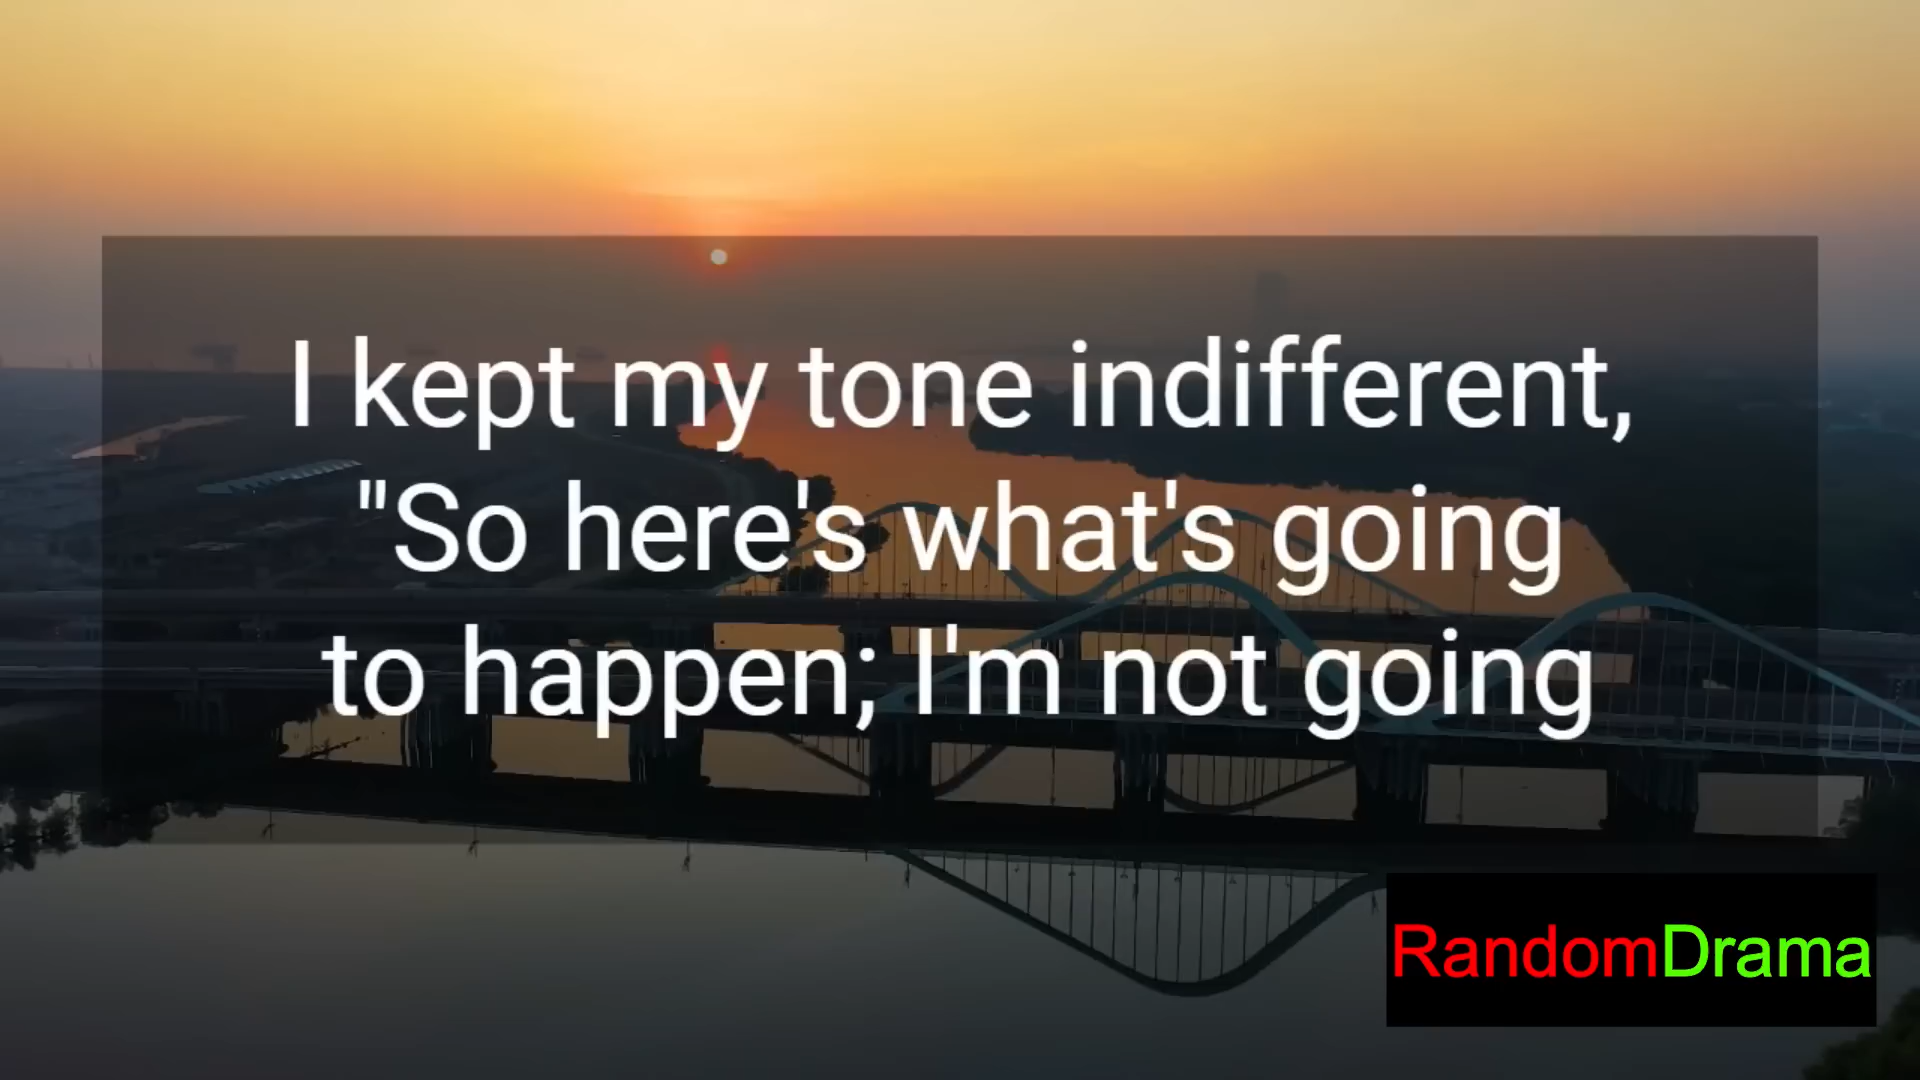 I kept my tone indifferent,
"So here's what's going
to happen; I'm not going
RandomDrama